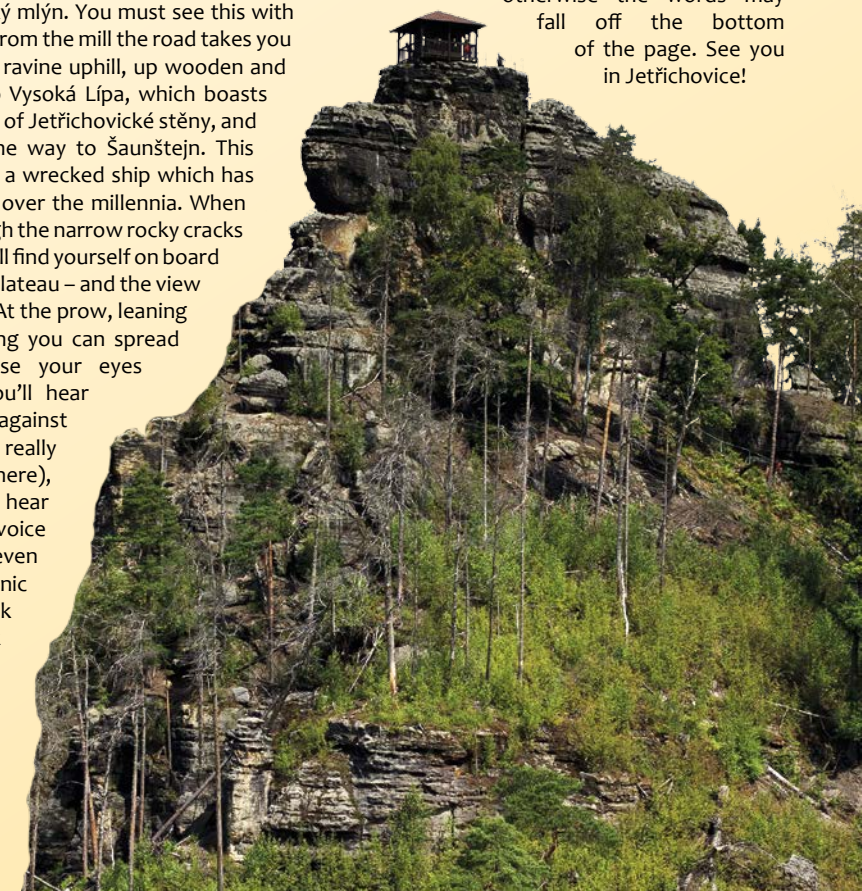 ý mlýn. You must see this with
rom the mill the road takes you
ravine uphill, up wooden and
Vysoká Lípa, which boasts
of Jetřichovické stěny, and
he way to Šaunštejn. This
a wrecked ship which has
over the millennia. When
the narrow rocky cracks
ll find yourself on board
lateau – and the view
At the prow, leaning
ng you can spread
se your eyes
ou’ll hear
against
really
here),
hear
voice
even
nic
k
otherwise the words may
fall off the bottom
of the page. See you
in Jetřichovice!